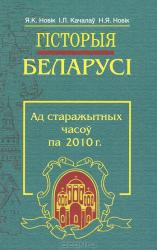 Я.К. Новік І.Л. Качалаў Н.Я. Новік
ГІСТОРЫЯ
БЕЛАРУСІ
Ад старажытных
часоў
па 2010 г.